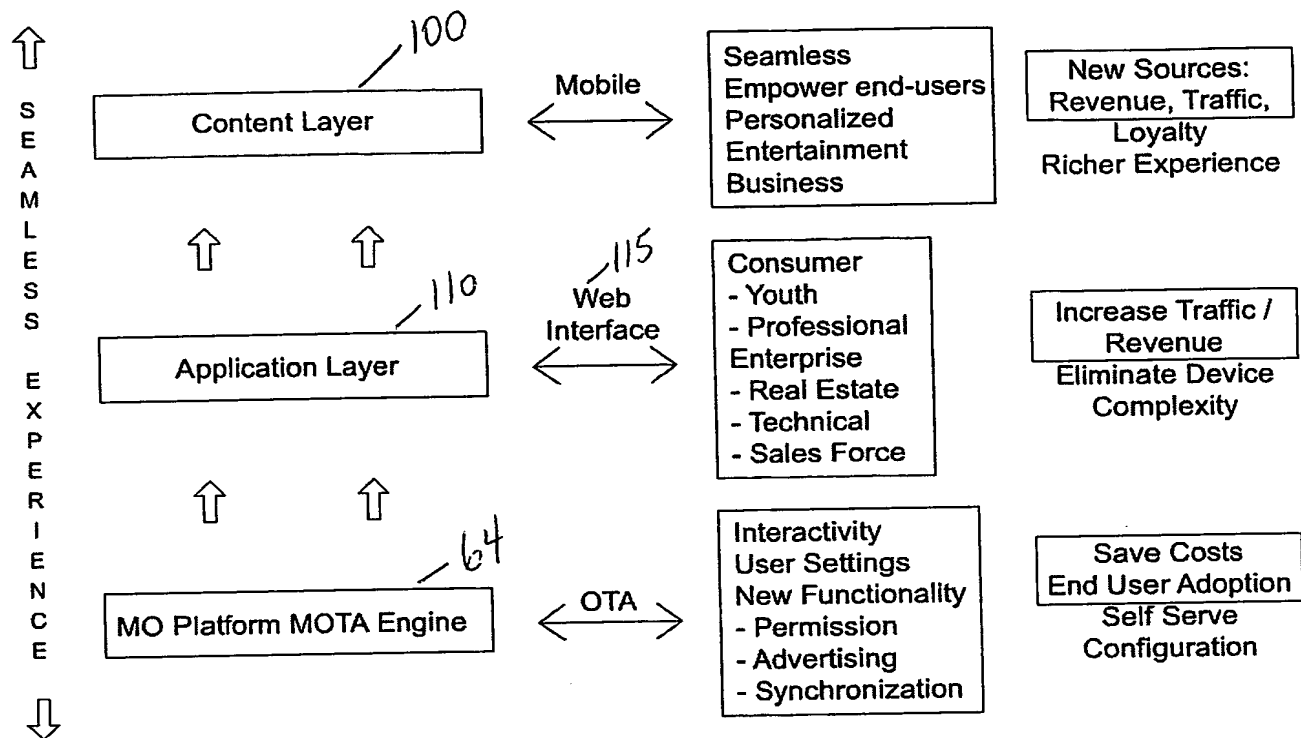 SEAMLESS EXPERIENCE
100
Content Layer
Mobile
Seamless
Empower end-users
Personalized
Entertainment
Business
New Sources:
Revenue, Traffic,
Loyalty
Richer Experience
110
Application Layer
115
Web
Interface
Consumer
- Youth
- Professional
Enterprise
- Real Estate
- Technical
- Sales Force
Increase Traffic /
Revenue
Eliminate Device
Complexity
64
MO Platform MOTA Engine
OTA
Interactivity
User Settings
New Functionality
- Permission
- Advertising
- Synchronization
Save Costs
End User Adoption
Self Serve
Configuration